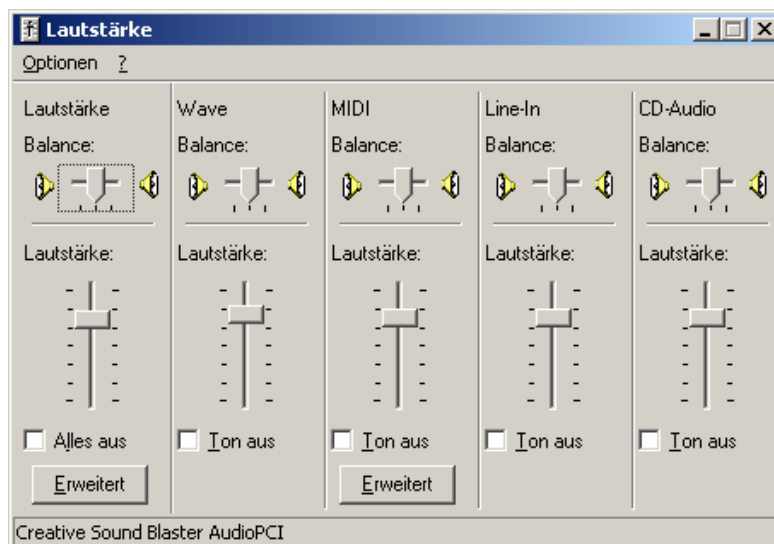 Lautstärke
Optionen ?
Lautstärke Wave MIDI Line-In CD-Audio
Balance: Balance: Balance: Balance: Balance:
Lautstärke: Lautstärke: Lautstärke: Lautstärke: Lautstärke:
Alles aus Ton aus Ton aus Ton aus Ton aus
Erweitert Erweitert
Creative Sound Blaster AudioPCI